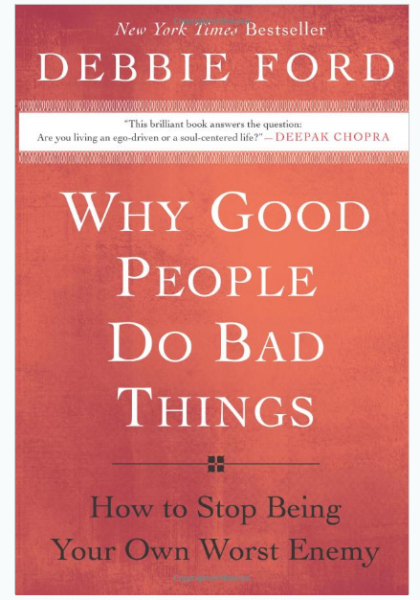 New York Times Bestseller
DEBBIE FORD
"This brilliant book answers the question:
Are you living an ego-driven or a soul-centered life?"—DEEPAK CHOPRA
WHY GOOD
PEOPLE
DO BAD
THINGS
How to Stop Being
Your Own Worst Enemy